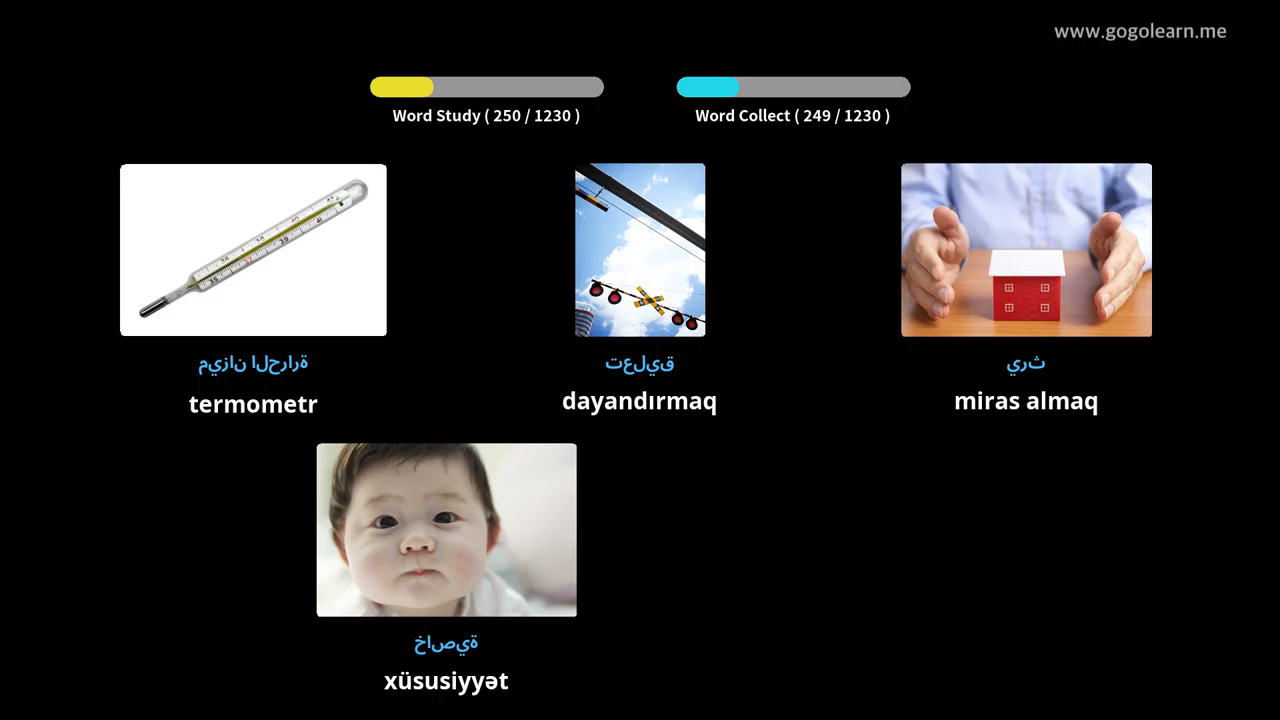 www.gogolearn.me
Word Study ( 250 / 1230 )
Word Collect ( 249 / 1230 )
ميزان الحرارة
termometr
تعليق
dayandırmaq
يرث
miras almaq
خاصية
xüsusiyyət